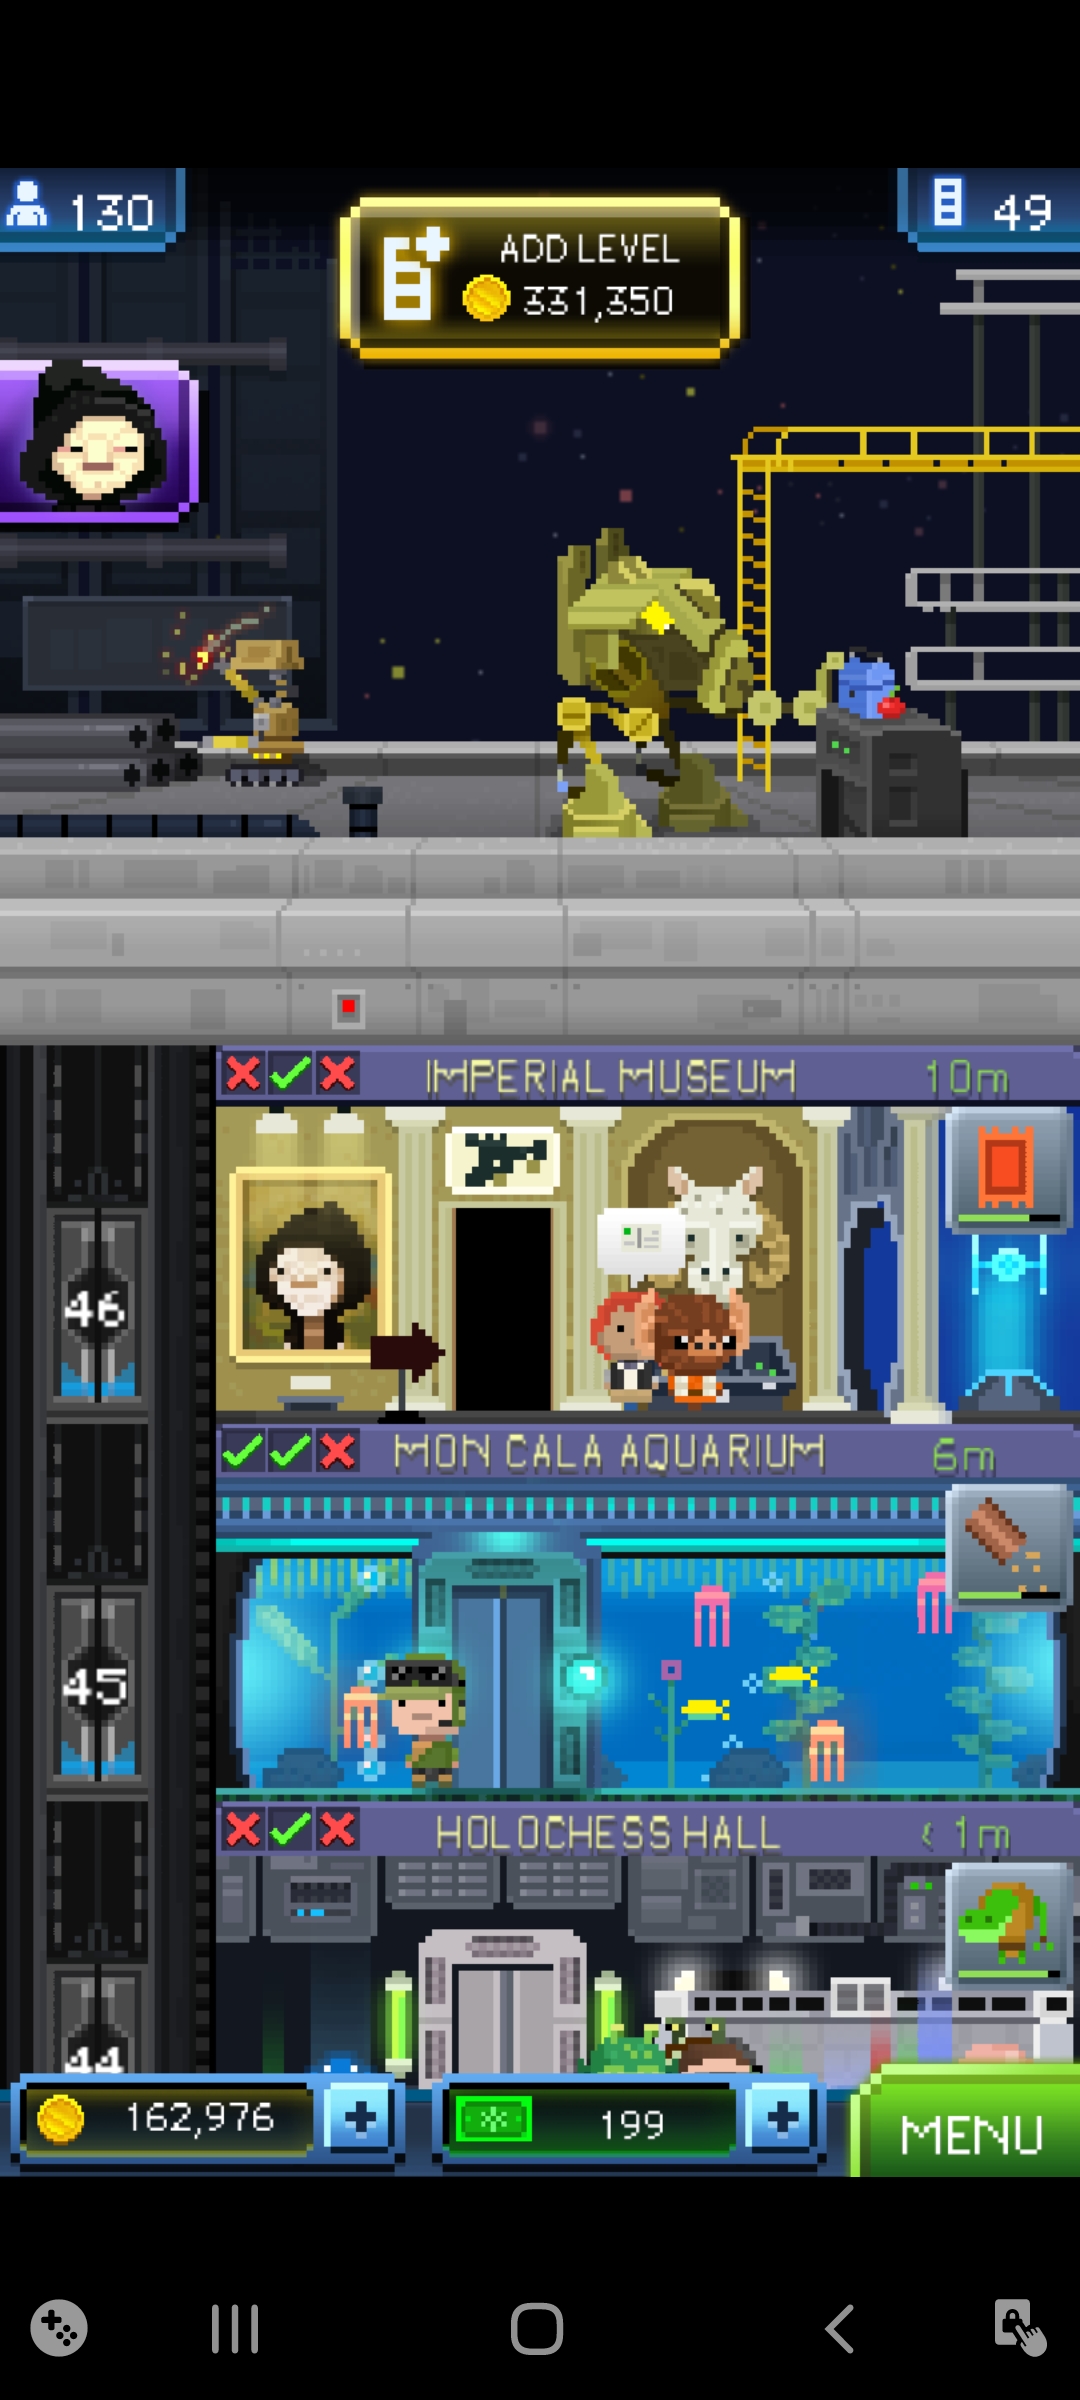 130
ADD LEVEL
331,350
49
IMPERIAL MUSEUM 10m
46
MON CALA AQUARIUM 6m
45
HOLOCHESS HALL < 1m
44
162,976
199
MENU